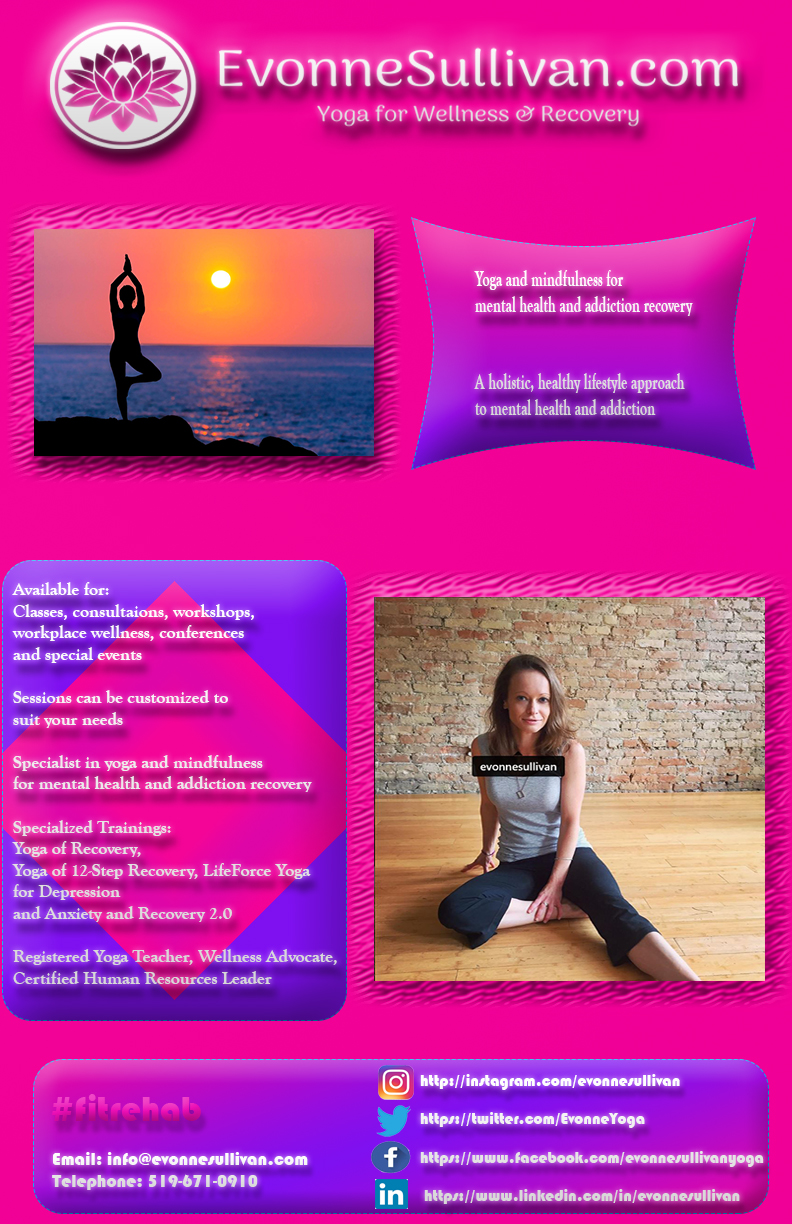 EvonneSullivan.com
Yoga for Wellness & Recovery
Yoga and mindfulness for
mental health and addiction recovery
A holistic, healthy lifestyle approach
to mental health and addiction
Available for:
Classes, consultaions, workshops,
workplace wellness, conferences
and special events
Sessions can be customized to
suit your needs
Specialist in yoga and mindfulness
for mental health and addiction recovery
Specialized Trainings:
Yoga of Recovery,
Yoga of 12-Step Recovery, LifeForce Yoga
for Depression
and Anxiety and Recovery 2.0
Registered Yoga Teacher, Wellness Advocate,
Certified Human Resources Leader
evonnesullivan
#fitrehab
Email: info@evonnesullivan.com
Telephone: 519-671-0910
http://instagram.com/evonnesullivan
https://twitter.com/EvonneYoga
https://www.facebook.com/evonnesullivanyoga
https://www.linkedin.com/in/evonnesullivan